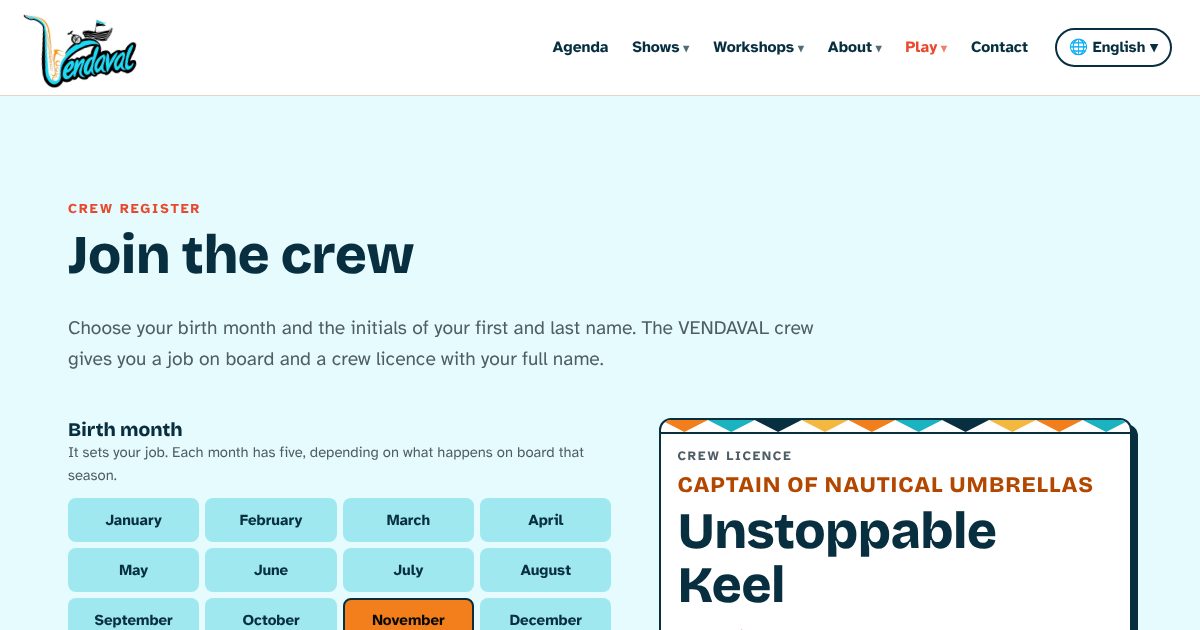 Vendaval
Agenda
Shows ▾
Workshops ▾
About ▾
Play ▾
Contact
🌐 English ▾
CREW REGISTER
Join the crew
Choose your birth month and the initials of your first and last name. The VENDAVAL crew
gives you a job on board and a crew licence with your full name.
Birth month
It sets your job. Each month has five, depending on what happens on board that
season.
January
February
March
April
May
June
July
August
September
October
November
December
CREW LICENCE
CAPTAIN OF NAUTICAL UMBRELLAS
Unstoppable
Keel